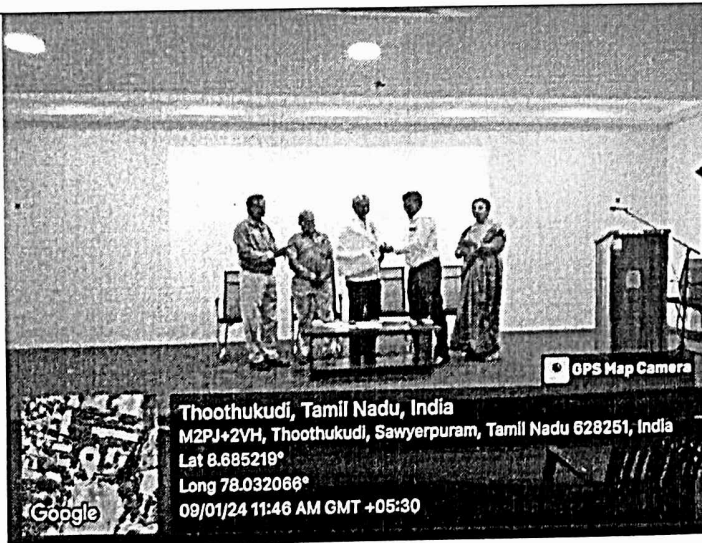 GPS Map Camera
Thoothukudi, Tamil Nadu, India
M2PJ+2VH, Thoothukudi, Sawyerpuram, Tamil Nadu 628251, India
Lat 8.685219°
Long 78.032066°
09/01/24 11:46 AM GMT +05:30
Google